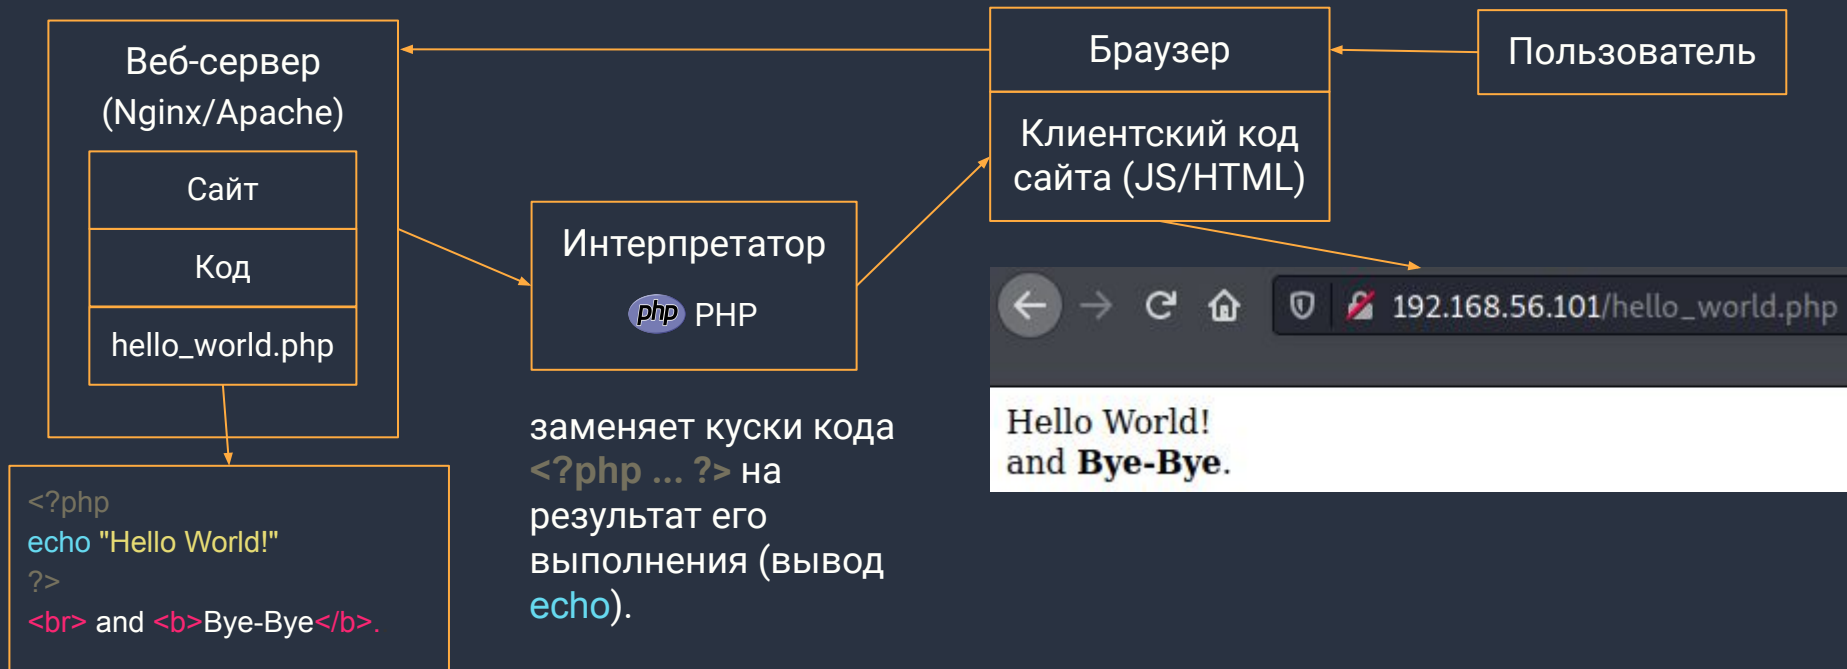 Веб-сервер
(Nginx/Apache)
Сайт
Код
hello_world.php
<?php
echo "Hello World!"
?>
<br> and <b>Bye-Bye</b>.
Интерпретатор
php PHP
заменяет куски кода
<?php ... ?> на
результат его
выполнения (вывод
echo).
Браузер
Клиентский код
сайта (JS/HTML)
Пользователь
192.168.56.101/hello_world.php
Hello World!
and Bye-Bye.